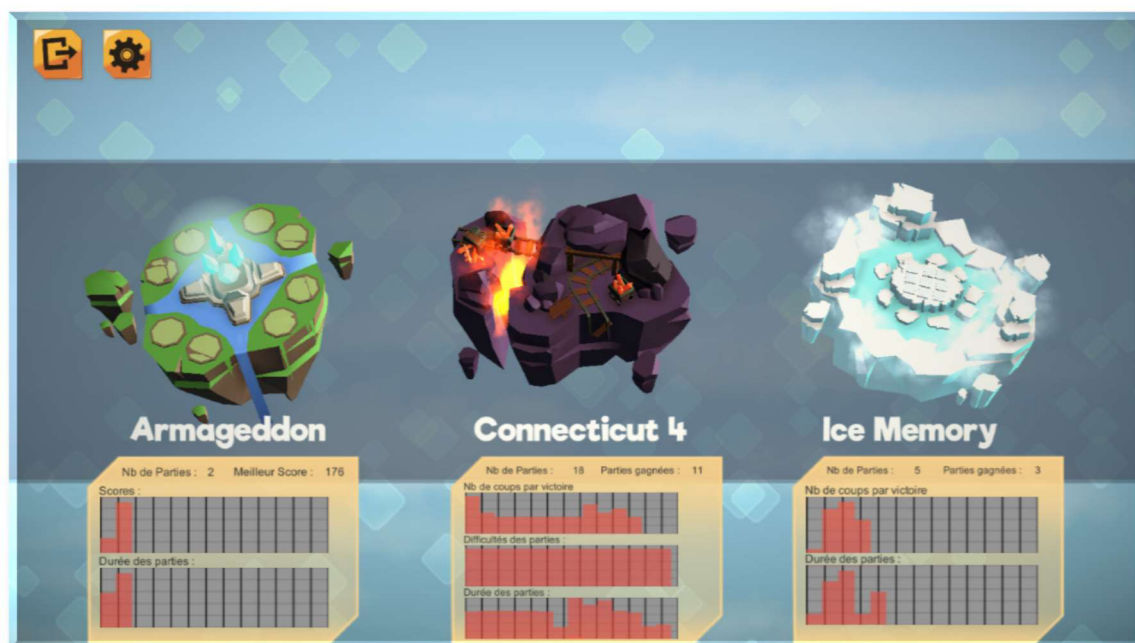 Armageddon
Nb de Parties : 2 Meilleur Score : 176
Scores :
Durée des parties :
Connecticut 4
Nb de Parties : 18 Parties gagnées : 11
Nb de coups par victoire
Difficultés des parties :
Durée des parties :
Ice Memory
Nb de Parties : 5 Parties gagnées : 3
Nb de coups par victoire
Durée des parties :